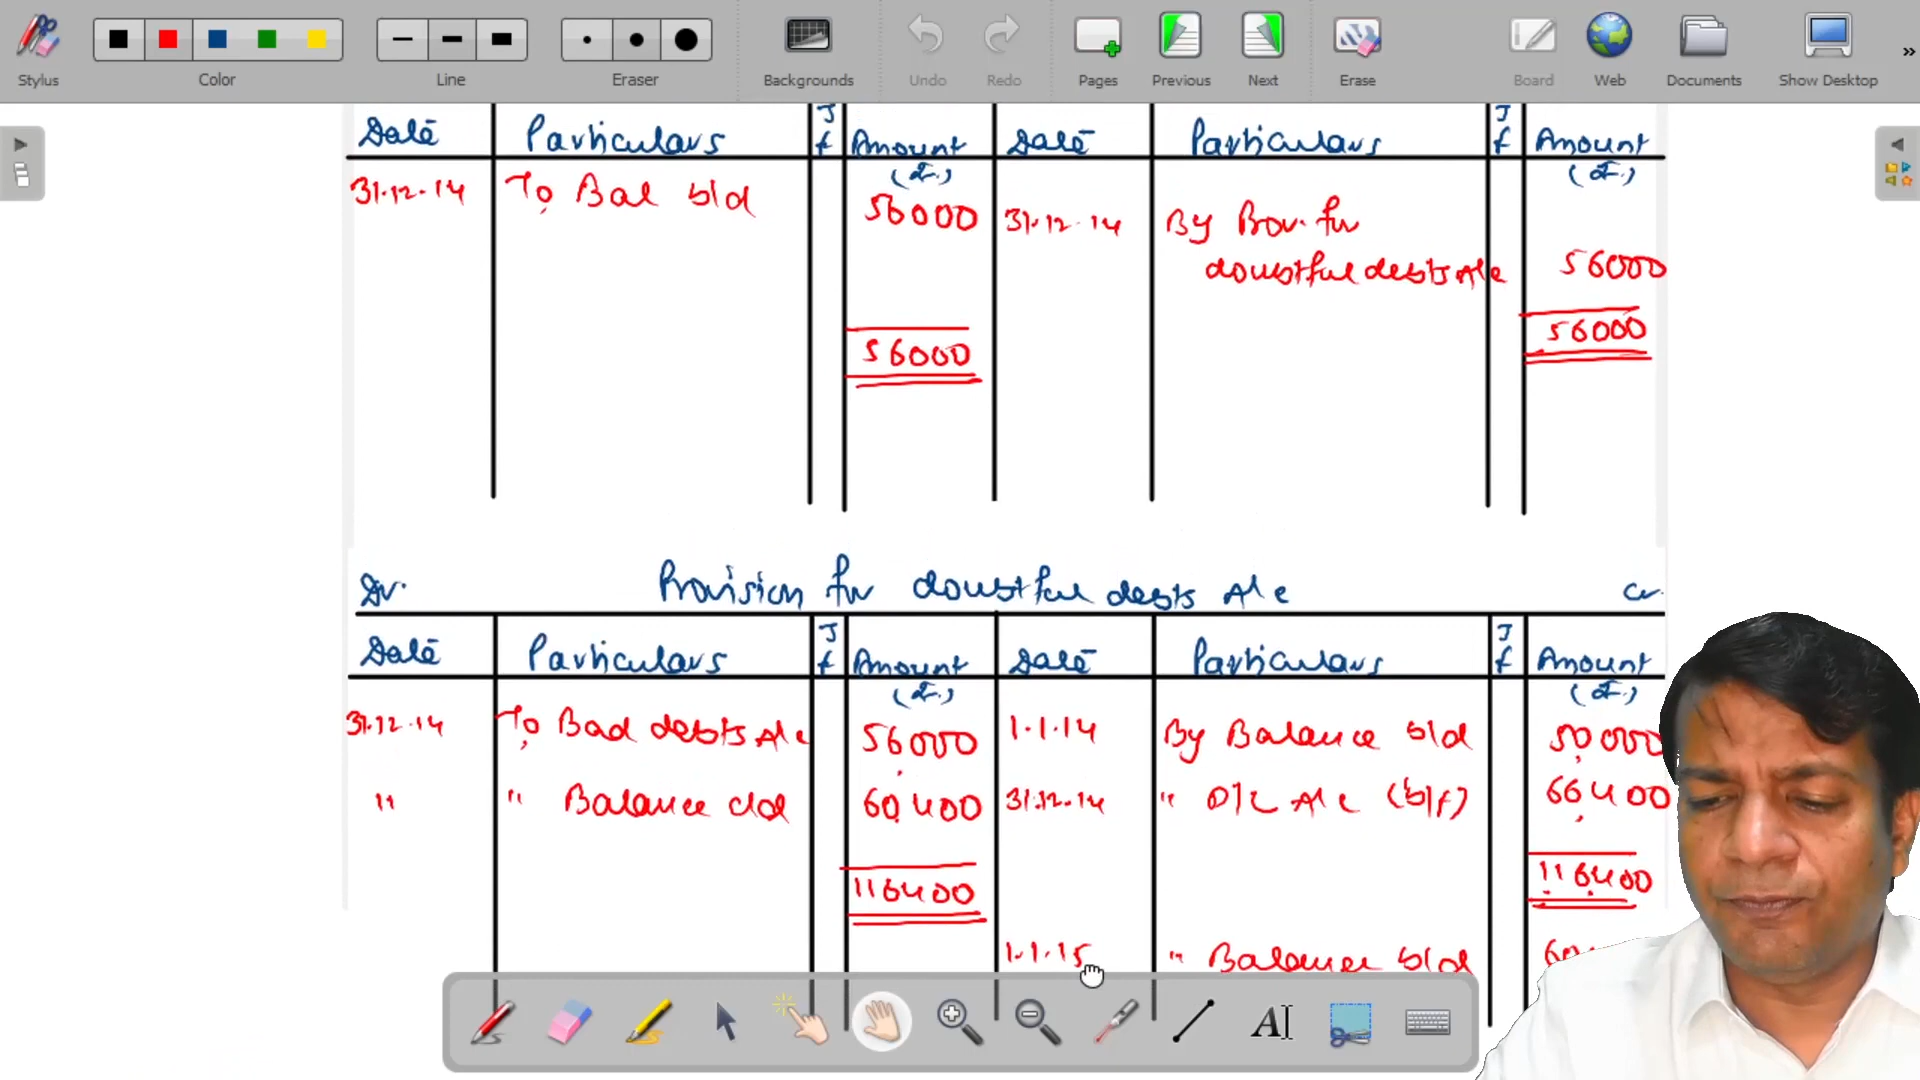 Stylus Color Line Eraser Backgrounds Undo Redo Pages Previous Next Erase Board Web Documents Show Desktop »
Date Particulars J f Amount Date Particulars J f Amount
31.12.14 To Bal b/d 56000 31.12.14 By Prov. for
doubtful debts A/c 56000
56000 56000
Dr. Provision for doubtful debts A/c Cr.
Date Particulars J f Amount Date Particulars J f Amount
31.12.14 To Bad debts A/c 56000 1.1.14 By Balance b/d 50000
" " Balance c/d 60400 31.12.14 " P/L A/c (b/f) 66400
116400 116400
1.1.15 " Balance b/d